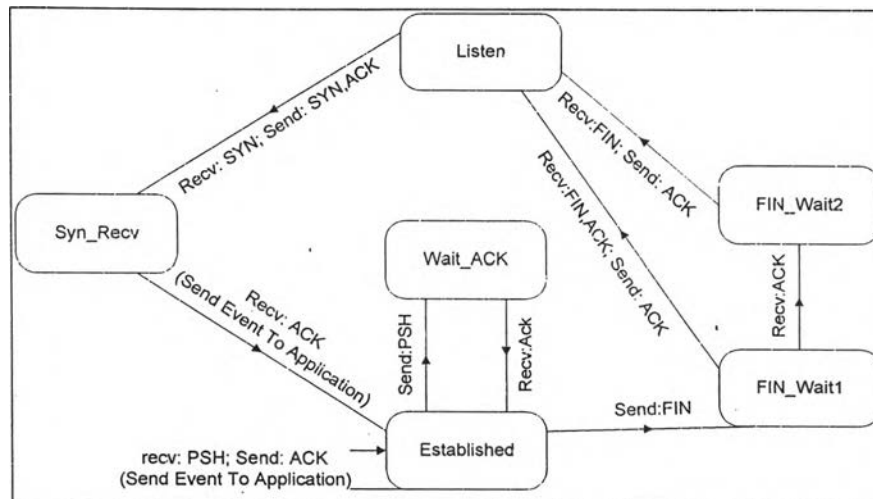 Listen
Recv: SYN; Send: SYN,ACK
Recv:FIN; Send: ACK
Recv:FIN,ACK; Send: ACK
Syn_Recv
FIN_Wait2
Wait_ACK
Recv: ACK
(Send Event To Application)
Send:PSH
Recv:Ack
Recv:ACK
FIN_Wait1
Send:FIN
Established
recv: PSH; Send: ACK
(Send Event To Application)